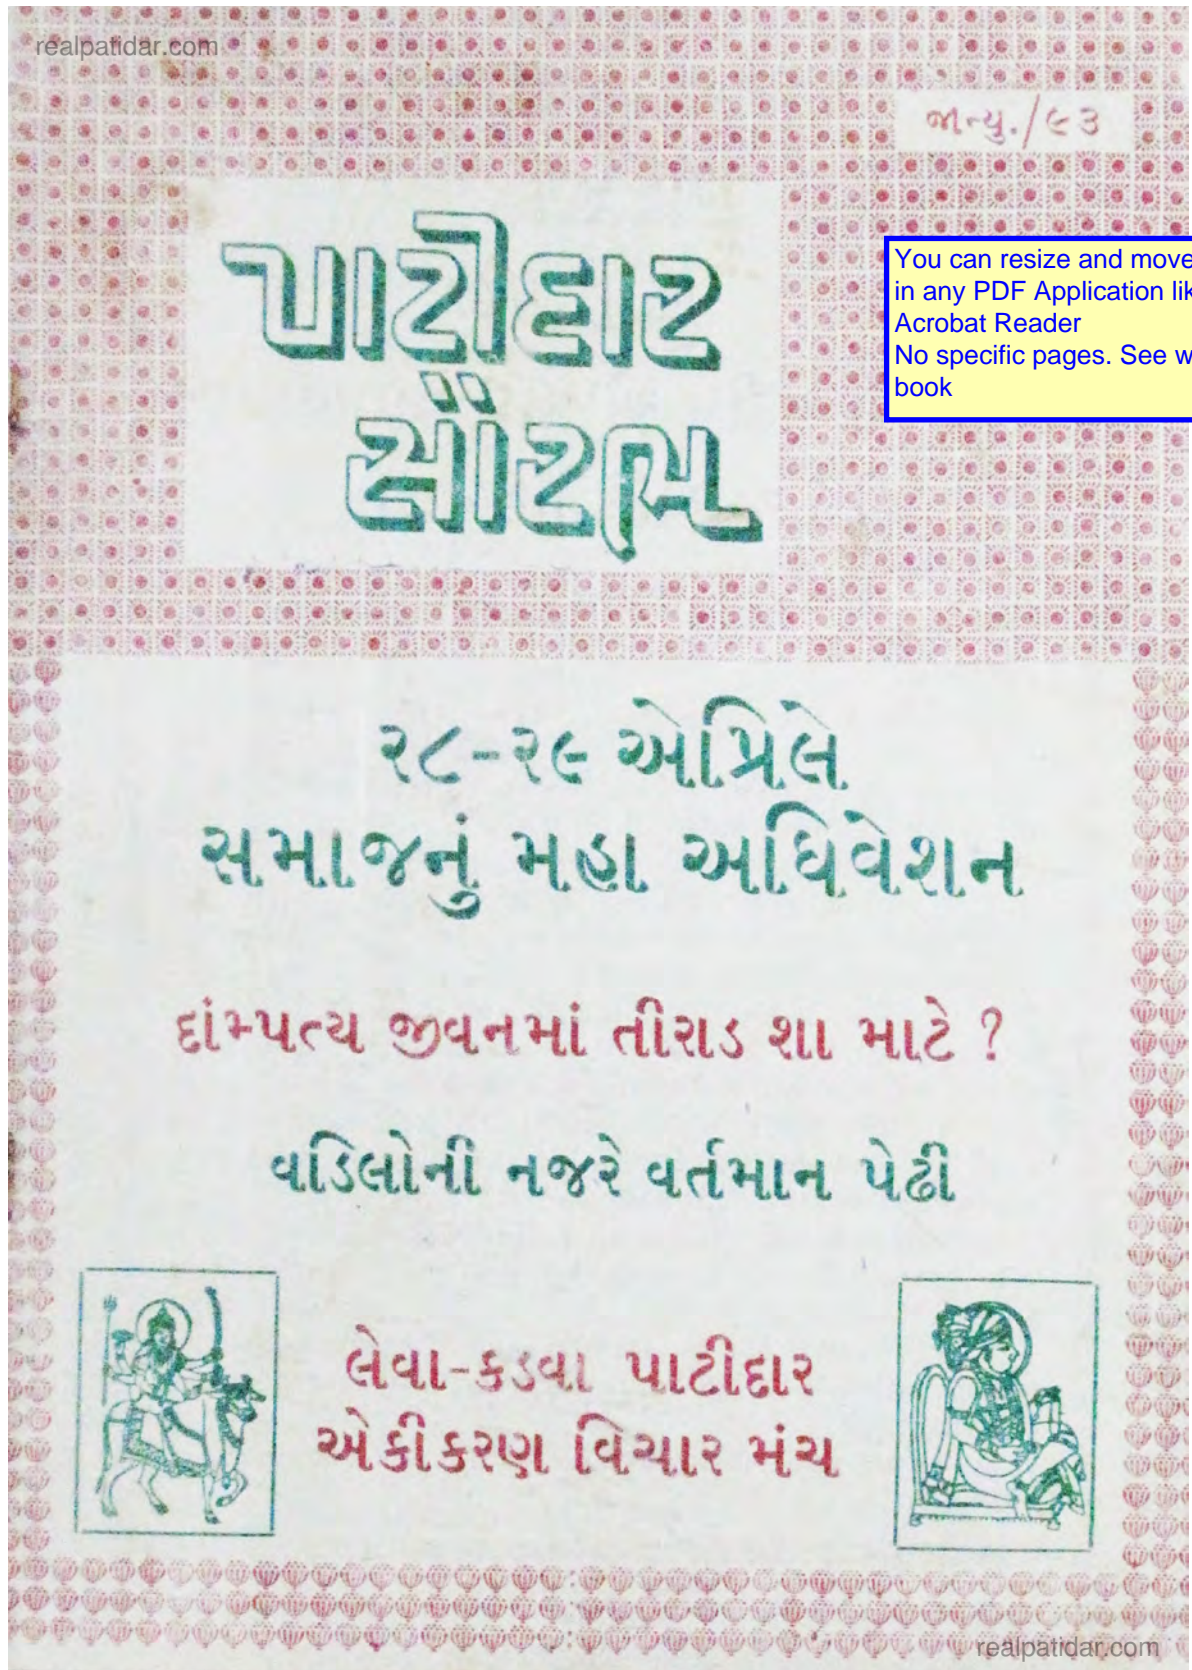 realpatidar.com
જાન્યુ./૯૩
પાટીદાર
સૌરભ
You can resize and move
in any PDF Application lik
Acrobat Reader
No specific pages. See w
book
૨૮-૨૯ એપ્રિલે
સમાજનું મહા અધિવેશન
દાંમ્પત્ય જીવનમાં તીરાડ શા માટે ?
વડિલોની નજરે વર્તમાન પેઢી
લેવા-કડવા પાટીદાર
એકીકરણ વિચાર મંચ
realpatidar.com